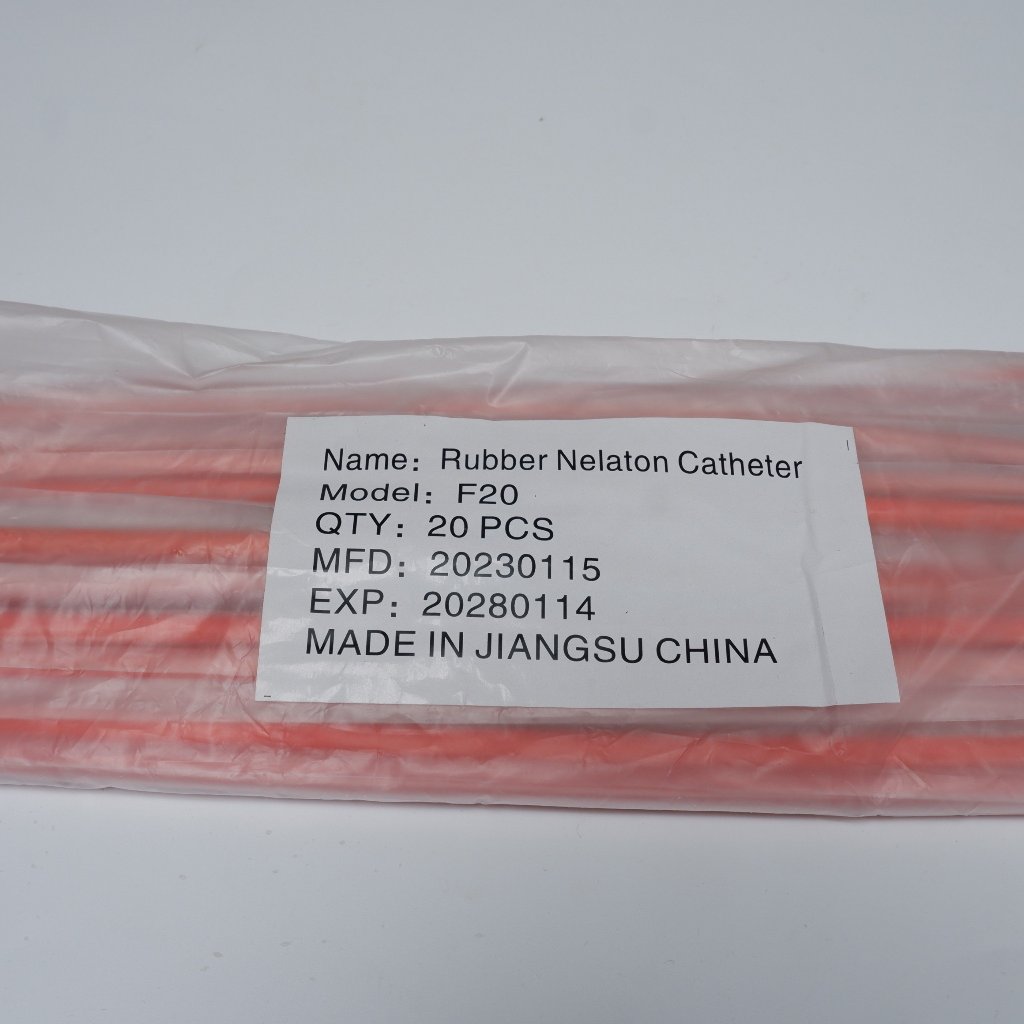 Name: Rubber Nelaton Catheter
Model: F20
QTY: 20 PCS
MFD: 20230115
EXP: 20280114
MADE IN JIANGSU CHINA